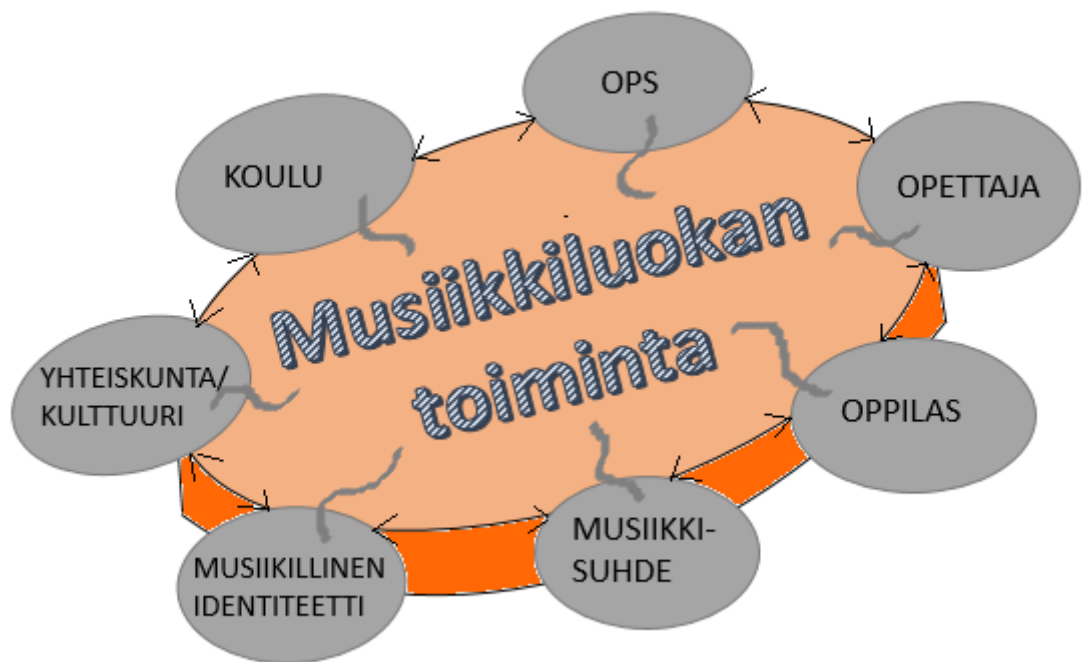 OPS
KOULU
OPETTAJA
Musiikkiluokan
toiminta
YHTEISKUNTA/
KULTTUURI
OPPILAS
MUSIIKKI-
SUHDE
MUSIIKILLINEN
IDENTITEETTI